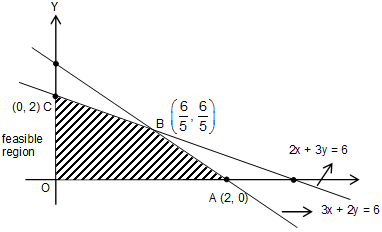 Y
(0, 2) C
B (6/5, 6/5)
feasible
region
2x + 3y = 6
O
A (2, 0)
3x + 2y = 6